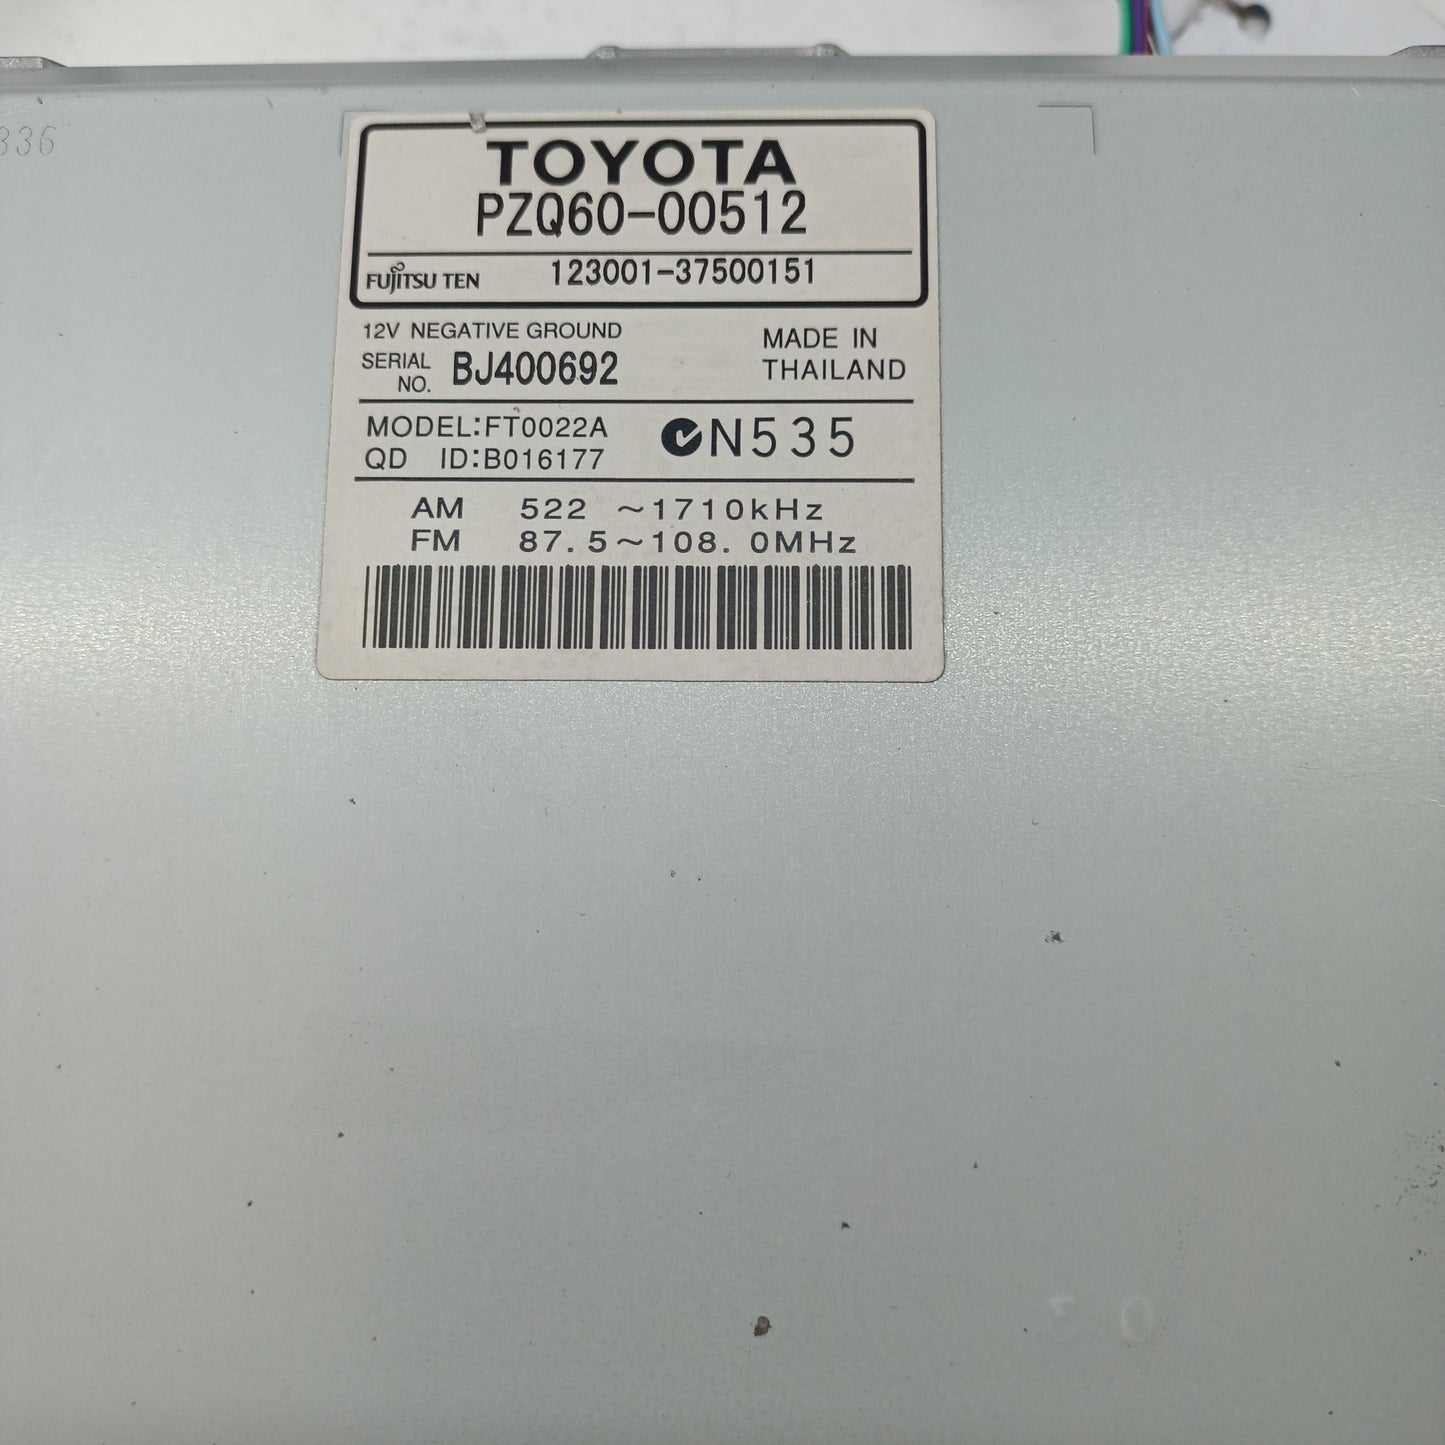 336
TOYOTA
PZQ60-00512
FUJITSU TEN 123001-37500151
12V NEGATIVE GROUND
SERIAL NO. BJ400692
MADE IN
THAILAND
MODEL:FT0022A
QD ID:B016177
N535
AM 522 ~1710kHz
FM 87.5~108.0MHz